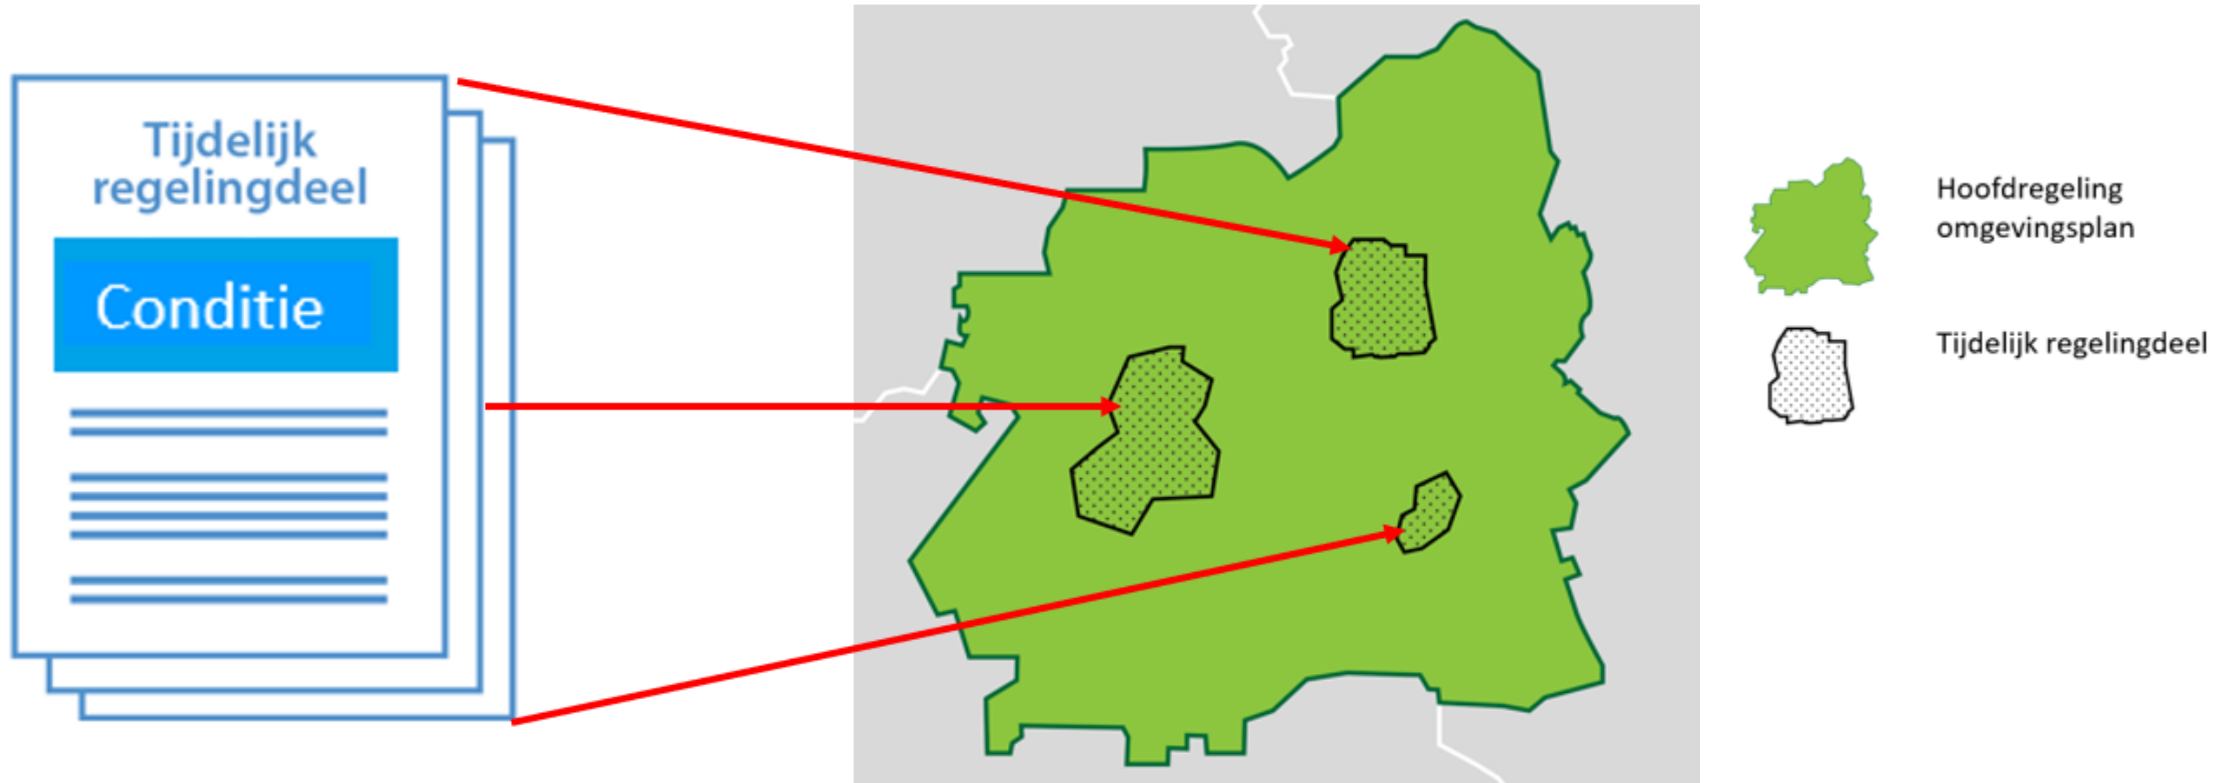 Tijdelijk
regelingdeel
Conditie
Hoofdregeling
omgevingsplan
Tijdelijk regelingdeel